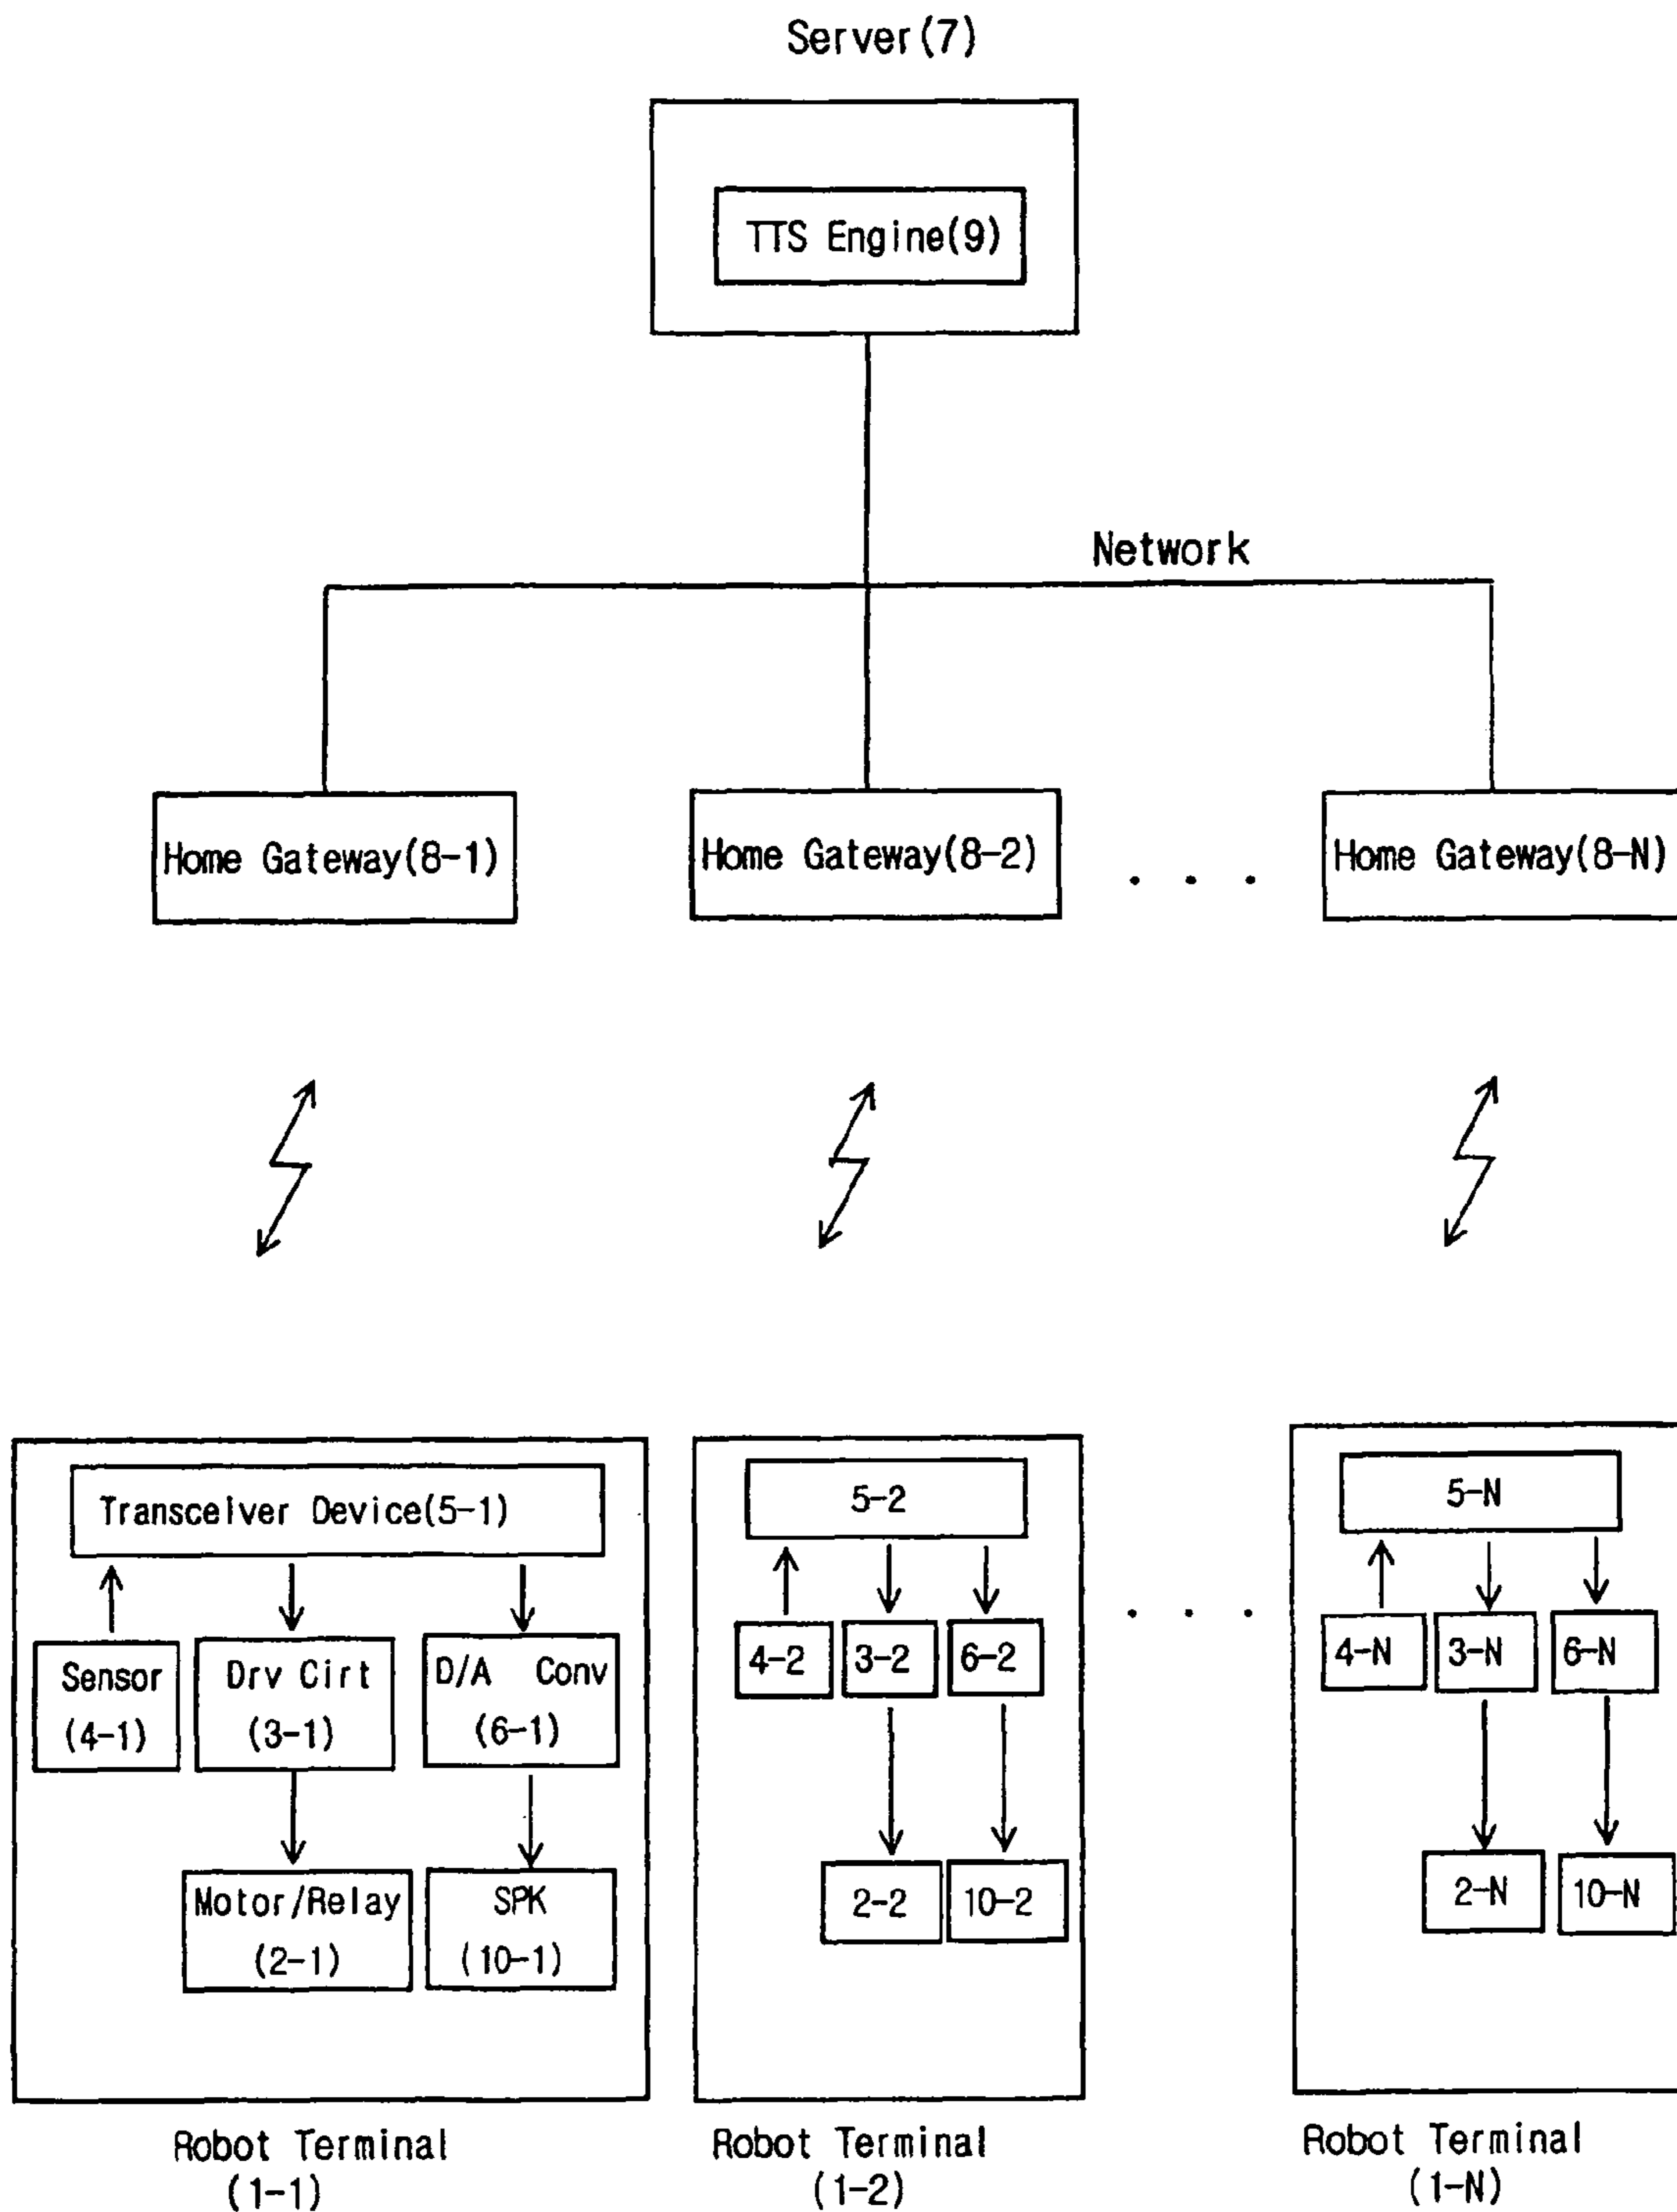 Server(7)
TTS Engine(9)
Network
Home Gateway(8-1)
Home Gateway(8-2)
. . .
Home Gateway(8-N)
Transcelver Device(5-1)
Sensor
(4-1)
Drv Cirt
(3-1)
D/A Conv
(6-1)
Motor/Relay
(2-1)
SPK
(10-1)
Robot Terminal
(1-1)
5-2
4-2
3-2
6-2
2-2
10-2
Robot Terminal
(1-2)
. . .
5-N
4-N
3-N
6-N
2-N
10-N
Robot Terminal
(1-N)